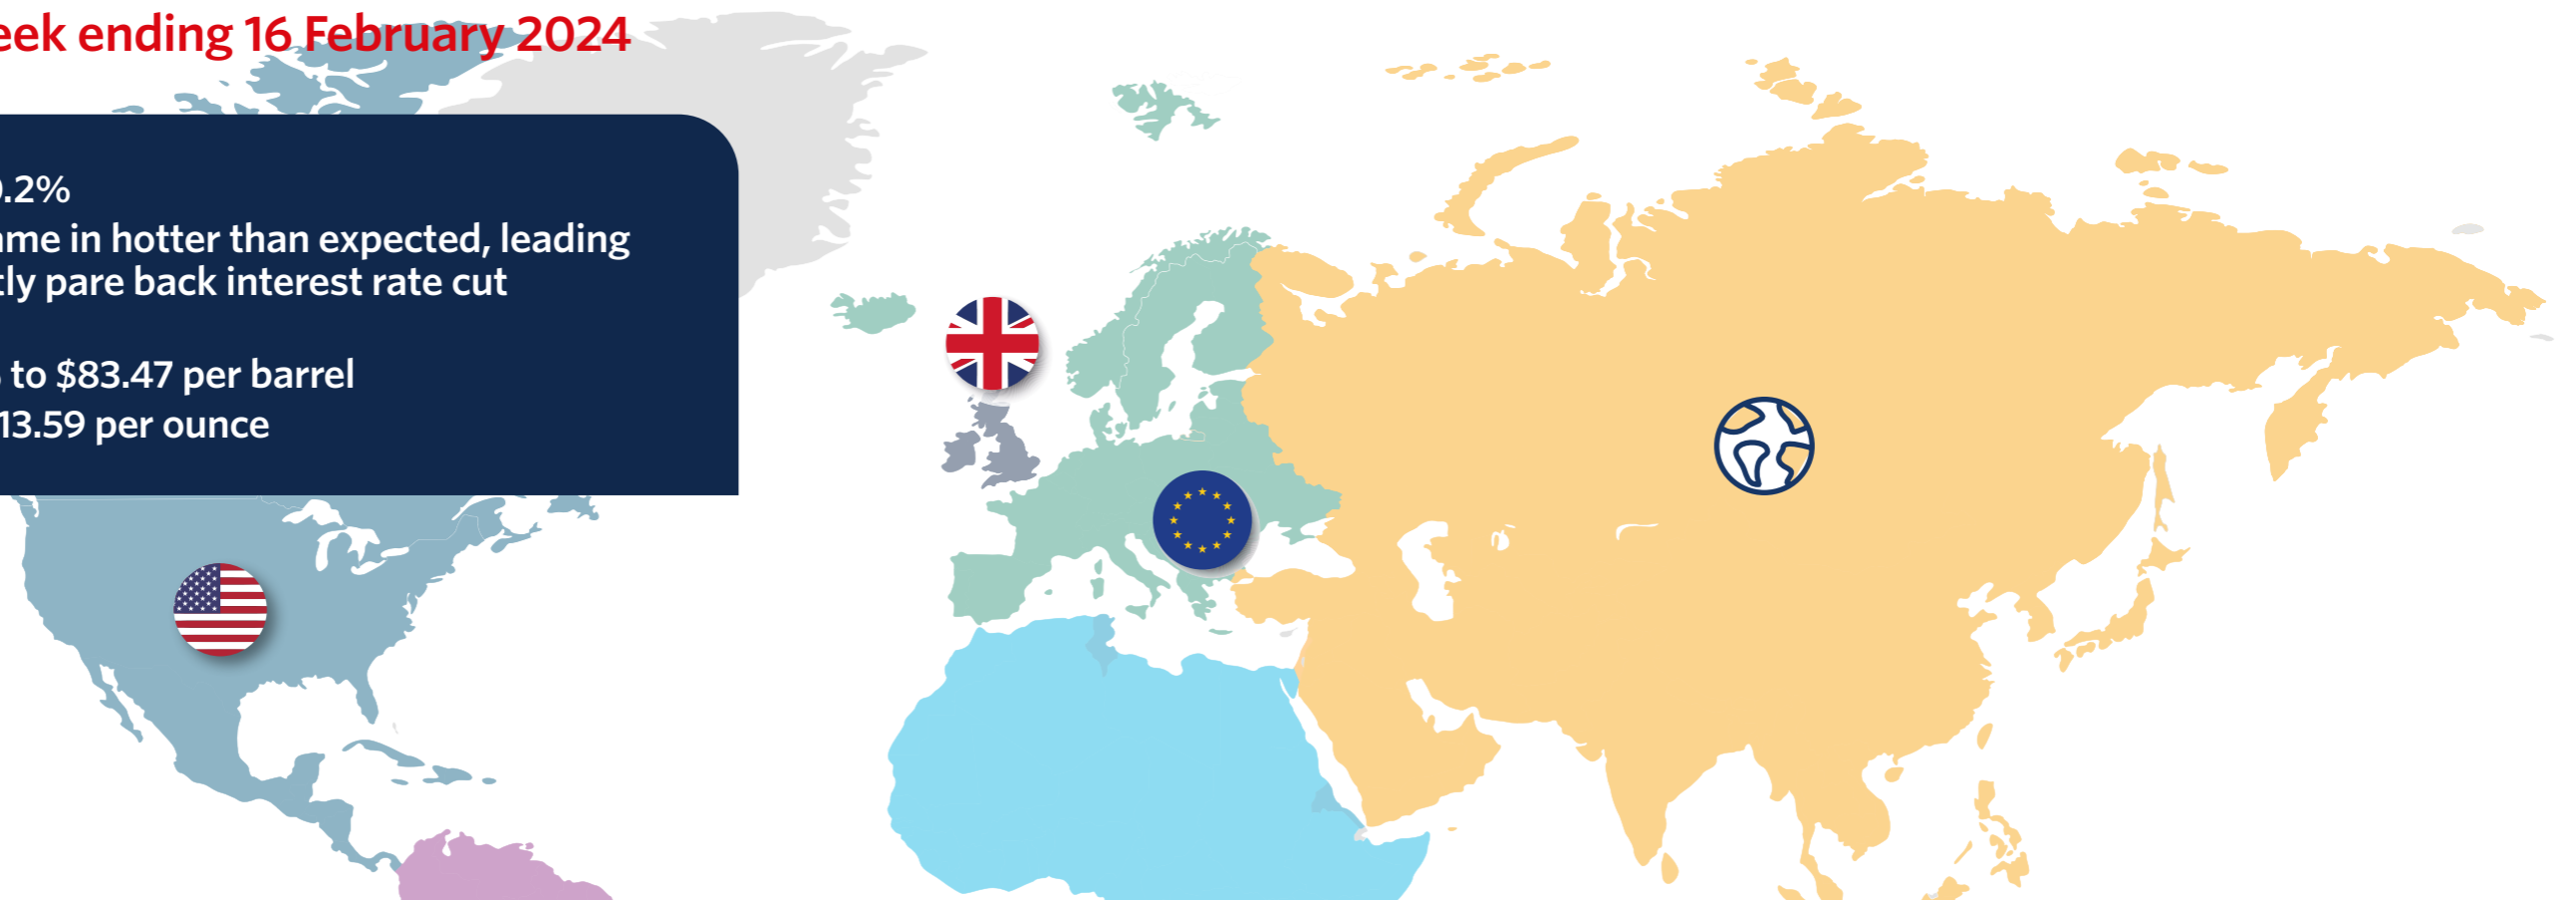 eek ending 16 February 2024
.2%
me in hotter than expected, leading
tly pare back interest rate cut
to $83.47 per barrel
13.59 per ounce